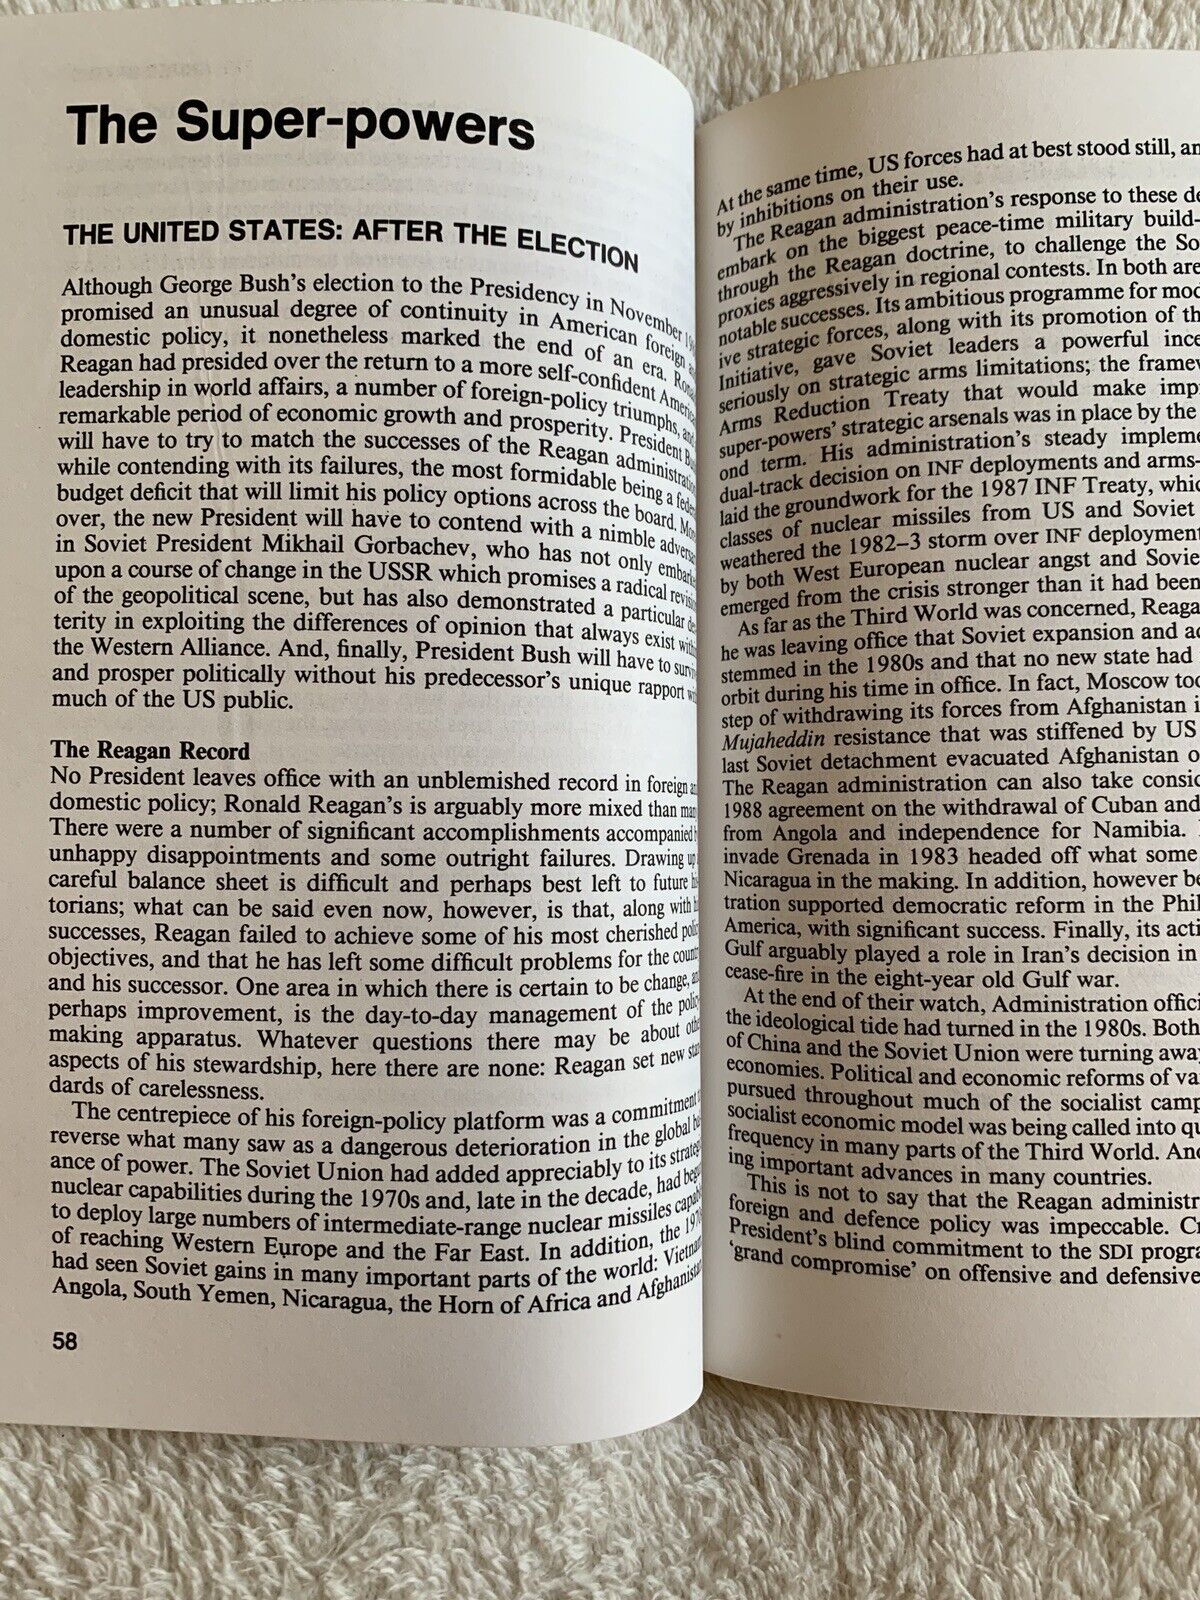 The Super-powers
THE UNITED STATES: AFTER THE ELECTION
Although George Bush's election to the Presidency in November
promised an unusual degree of continuity in American foreign
domestic policy, it nonetheless marked the end of an era.
Reagan had presided over the return to a more self-confident
leadership in world affairs, a number of foreign-policy triumphs,
remarkable period of economic growth and prosperity. President
will have to try to match the successes of the Reagan
while contending with its failures, the most formidable being a
budget deficit that will limit his policy options across the board.
over, the new President will have to contend with a nimble
in Soviet President Mikhail Gorbachev, who has not only
upon a course of change in the USSR which promises a radical
of the geopolitical scene, but has also demonstrated a particular
terity in exploiting the differences of opinion that always exist
the Western Alliance. And, finally, President Bush will have to
and prosper politically without his predecessor's unique rapport
much of the US public.
The Reagan Record
No President leaves office with an unblemished record in foreign
domestic policy; Ronald Reagan's is arguably more mixed than
There were a number of significant accomplishments accompanied
unhappy disappointments and some outright failures. Drawing up
careful balance sheet is difficult and perhaps best left to future
torians; what can be said even now, however, is that, along with
successes, Reagan failed to achieve some of his most cherished
objectives, and that he has left some difficult problems for the
and his successor. One area in which there is certain to be change,
perhaps improvement, is the day-to-day management of the
making apparatus. Whatever questions there may be about
aspects of his stewardship, here there are none: Reagan set new
dards of carelessness.
The centrepiece of his foreign-policy platform was a commitment
reverse what many saw as a dangerous deterioration in the global
ance of power. The Soviet Union had added appreciably to its
nuclear capabilities during the 1970s and, late in the decade, had
to deploy large numbers of intermediate-range nuclear missiles
of reaching Western Europe and the Far East. In addition, the
had seen Soviet gains in many important parts of the world: Vietnam,
Angola, South Yemen, Nicaragua, the Horn of Africa and Afghanistan
58
At the same time, US forces had at best stood still,
by inhibitions on their use.
The Reagan administration's response to these
embark on the biggest peace-time military build-
through the Reagan doctrine, to challenge the
proxies aggressively in regional contests. In both
notable successes. Its ambitious programme for
ive strategic forces, along with its promotion of
Initiative, gave Soviet leaders a powerful
seriously on strategic arms limitations; the
Arms Reduction Treaty that would make
super-powers' strategic arsenals was in place by the
ond term. His administration's steady
dual-track decision on INF deployments and arms-
laid the groundwork for the 1987 INF Treaty,
classes of nuclear missiles from US and Soviet
weathered the 1982–3 storm over INF
by both West European nuclear angst and
emerged from the crisis stronger than it had been
As far as the Third World was concerned,
he was leaving office that Soviet expansion and
stemmed in the 1980s and that no new state had
orbit during his time in office. In fact, Moscow
step of withdrawing its forces from Afghanistan
Mujaheddin resistance that was stiffened by US
last Soviet detachment evacuated Afghanistan
The Reagan administration can also take
1988 agreement on the withdrawal of Cuban and
from Angola and independence for Namibia.
invade Grenada in 1983 headed off what some
Nicaragua in the making. In addition, however
tration supported democratic reform in the
America, with significant success. Finally, its
Gulf arguably played a role in Iran's decision in
cease-fire in the eight-year old Gulf war.
At the end of their watch, Administration
the ideological tide had turned in the 1980s. Both
of China and the Soviet Union were turning
economies. Political and economic reforms of
pursued throughout much of the socialist
socialist economic model was being called into
frequency in many parts of the Third World.
ing important advances in many countries.
This is not to say that the Reagan
foreign and defence policy was impeccable.
President's blind commitment to the SDI
'grand compromise' on offensive and defensive